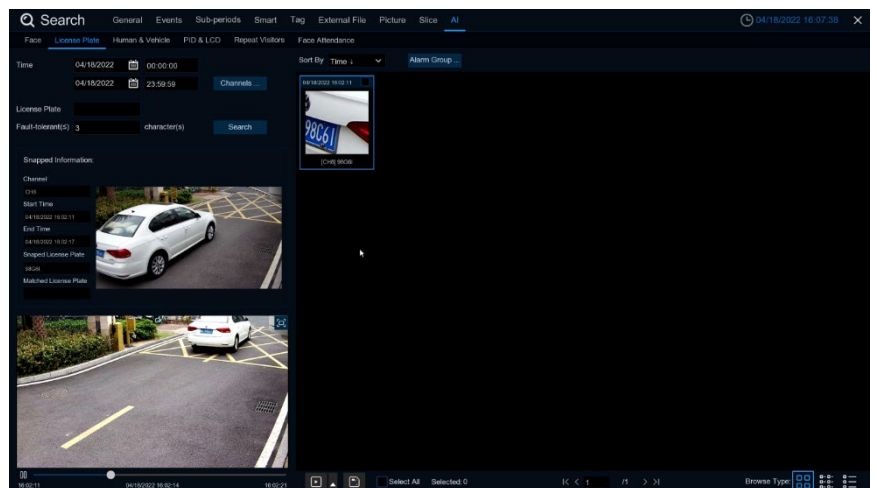 Search General Events Sub-periods Smart Tag External File Picture Slice AI 04/18/2022 16:07:38
Face License Plate Human & Vehicle PID & LCD Repeat Visitors Face Attendance
Time 04/18/2022 00:00:00
04/18/2022 23:59:59 Channels ...
License Plate
Fault-tolerant(≤) 3 character(s) Search
Snapped Information:
Channel
CH6
Start Time
04/18/2022 16:02:11
End Time
04/18/2022 16:02:17
Snaped License Plate
98G6I
Matched License Plate
16:02:11 04/18/2022 16:02:14 16:02:21
Sort By Time ↓ Alarm Group ...
04/18/2022 16:02:11
98C61
[CH6] 98G6I
Select All Selected: 0 1 /1 Browse Type: